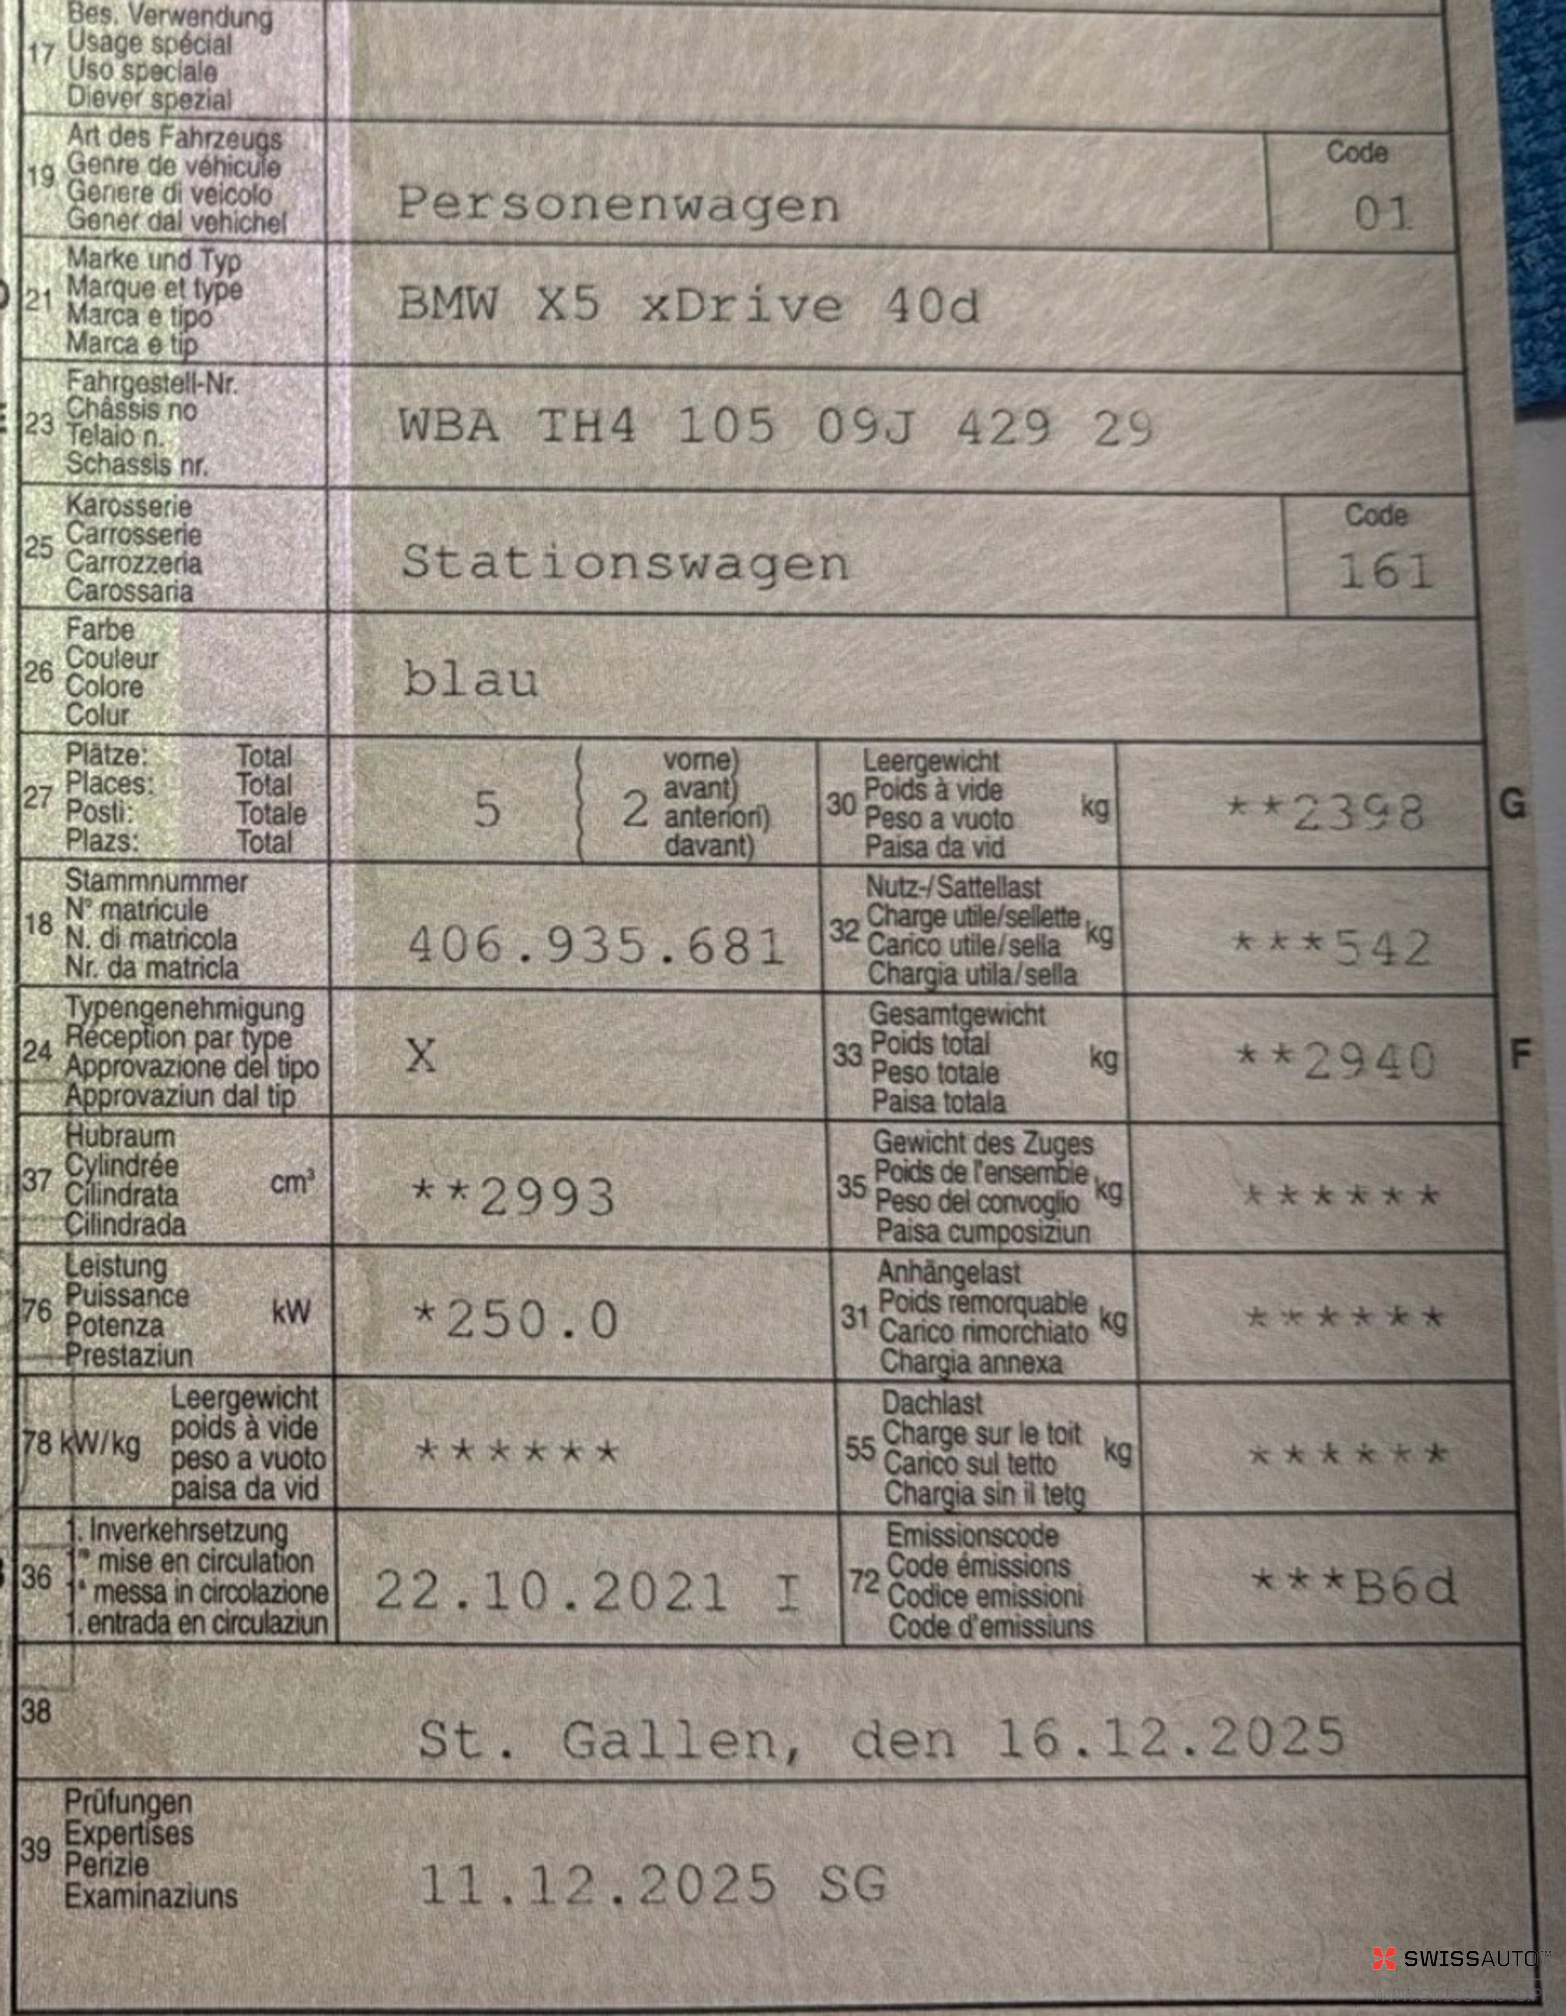 17 Bes. Verwendung
Usage spécial
Uso speciale
Diever spezial
19 Art des Fahrzeugs
Genre de véhicule
Genere di veicolo
Gener dal vehichel
Personenwagen
Code
01
21 Marke und Typ
Marque et type
Marca e tipo
Marca e tip
BMW X5 xDrive 40d
23 Fahrgestell-Nr.
Châssis no
Telaio n.
Schassis nr.
WBA TH4 105 09J 429 29
25 Karosserie
Carrosserie
Carrozzeria
Carossaria
Stationswagen
Code
161
26 Farbe
Couleur
Colore
Colur
blau
27 Plätze: Total
Places: Total
Posti: Totale
Plazs: Total
5 ( 2 vorne)
avant)
anteriori)
davant)
30 Leergewicht
Poids à vide
Peso a vuoto
Paisa da vid
kg
**2398
G
18 Stammnummer
N° matricule
N. di matricola
Nr. da matricla
406.935.681
32 Nutz-/Sattellast
Charge utile/sellette
Carico utile/sella
Chargia utila/sella
kg
***542
24 Typengenehmigung
Réception par type
Approvazione del tipo
Approvaziun dal tip
X
33 Gesamtgewicht
Poids total
Peso totale
Paisa totala
kg
**2940
F
37 Hubraum
Cylindrée
Cilindrata
Cilindrada
cm³
**2993
35 Gewicht des Zuges
Poids de l'ensemble
Peso del convoglio
Paisa cumposiziun
kg
******
76 Leistung
Puissance
Potenza
Prestaziun
kW
*250.0
31 Anhängelast
Poids remorquable
Carico rimorchiato
Chargia annexa
kg
******
78 kW/kg Leergewicht
poids à vide
peso a vuoto
paisa da vid
******
55 Dachlast
Charge sur le toit
Carico sul tetto
Chargia sin il tetg
kg
******
36 1. Inverkehrsetzung
1re mise en circulation
1a messa in circolazione
1. entrada en circulaziun
22.10.2021 I
72 Emissionscode
Code émissions
Codice emissioni
Code d'emissiuns
***B6d
38
St. Gallen, den 16.12.2025
39 Prüfungen
Expertises
Perizie
Examinaziuns
11.12.2025 SG
SWISSAUTO™